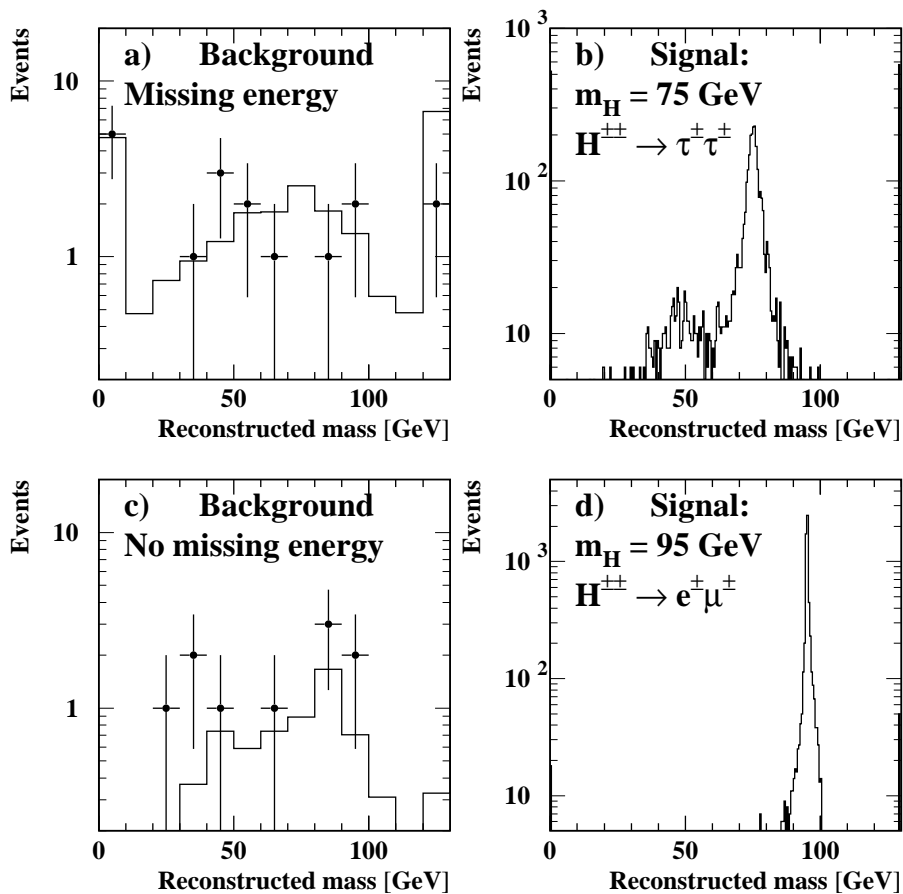 a) Background
Missing energy
Events
10
1
0 50 100
Reconstructed mass [GeV]
b) Signal:
m_H = 75 GeV
H^±± → τ^± τ^±
Events
10^3
10^2
10
0 50 100
Reconstructed mass [GeV]
c) Background
No missing energy
Events
10
1
0 50 100
Reconstructed mass [GeV]
d) Signal:
m_H = 95 GeV
H^±± → e^± μ^±
Events
10^3
10^2
10
0 50 100
Reconstructed mass [GeV]